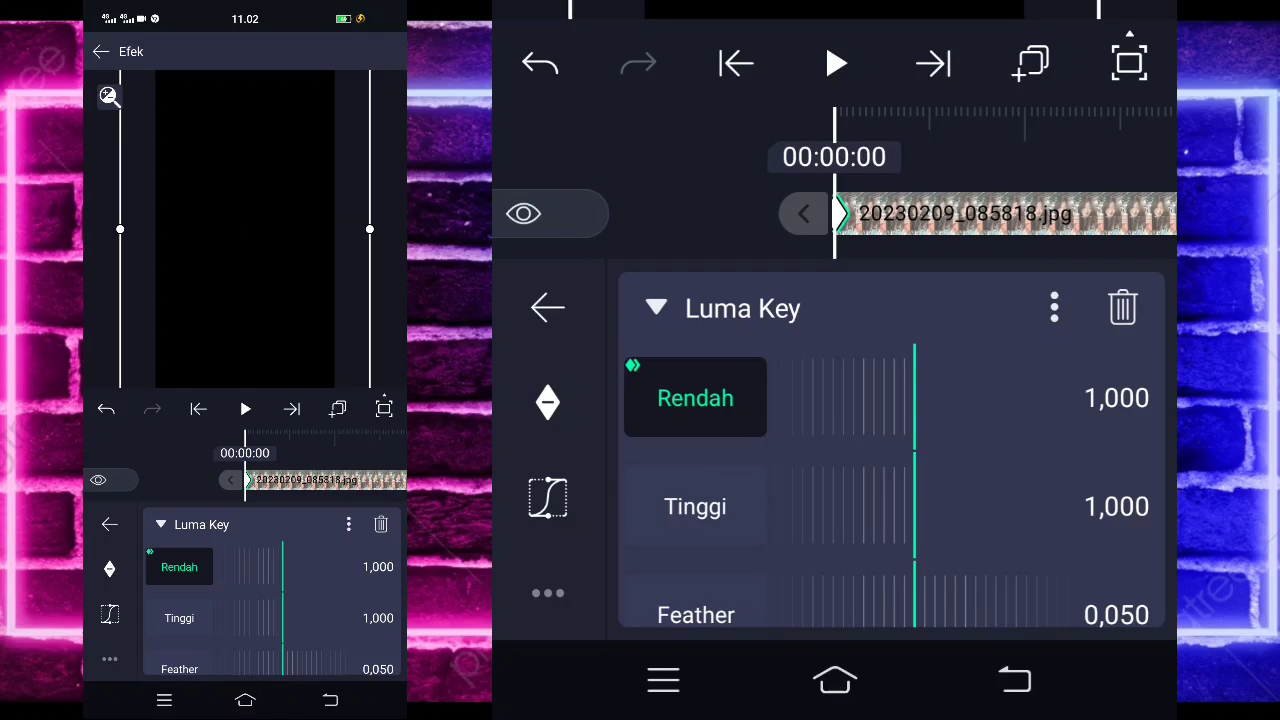 11.02
Efek
00:00:00
20230209_085818.jpg
Luma Key
Rendah
1,000
Tinggi
1,000
Feather
0,050
00:00:00
20230209_085818.jpg
Luma Key
Rendah
1,000
Tinggi
1,000
Feather
0,050